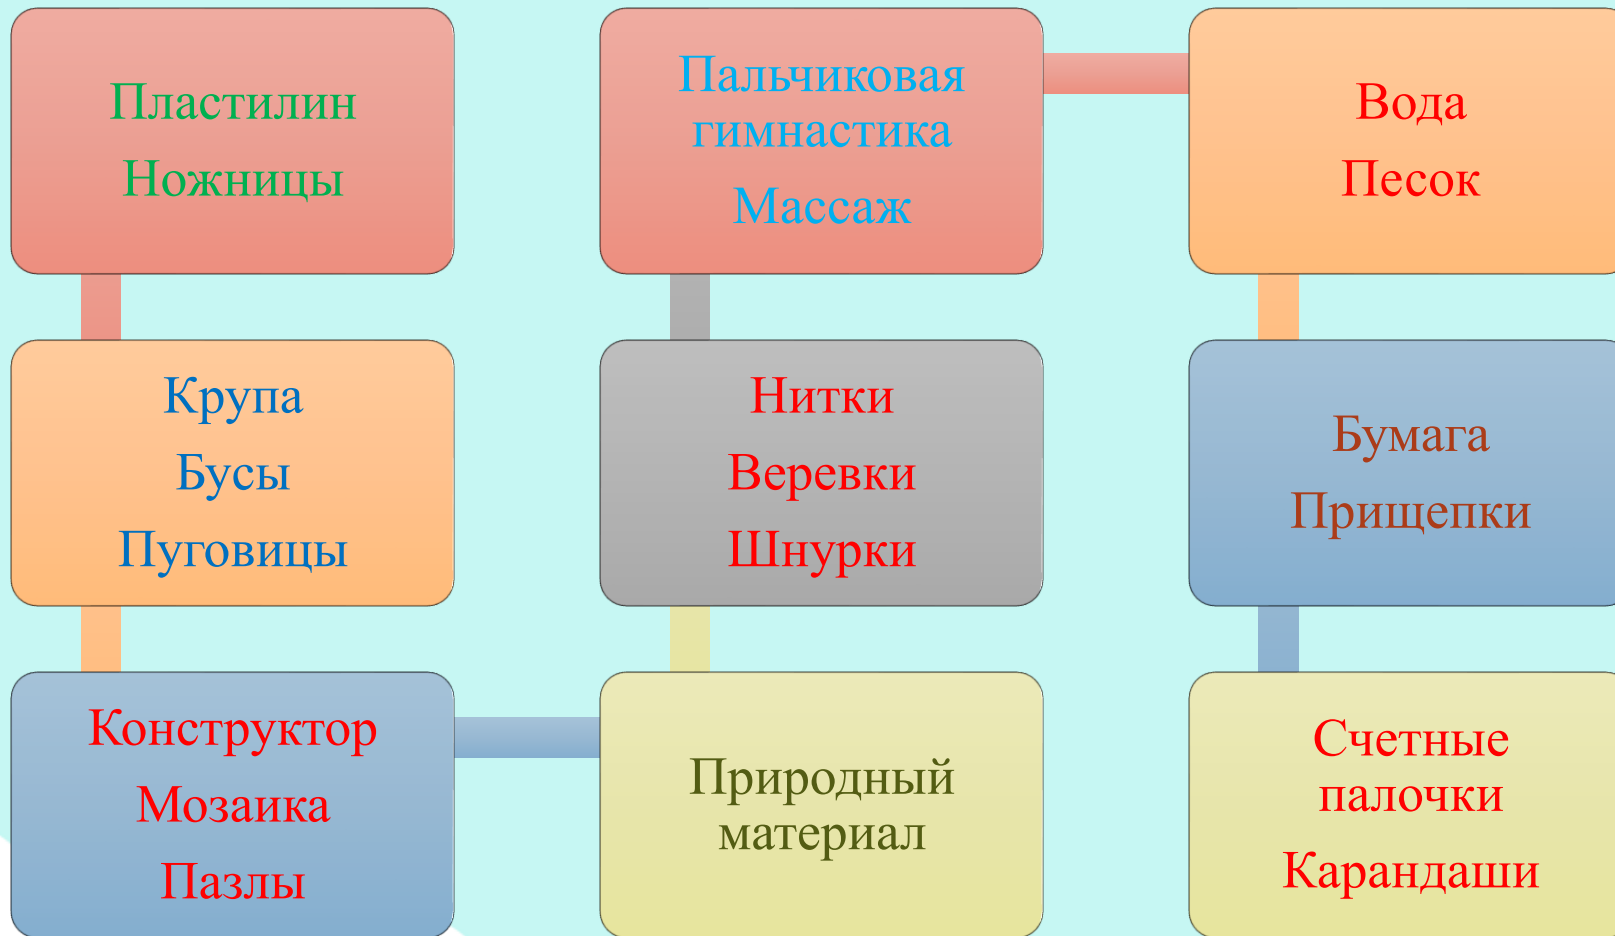 Пластилин
Ножницы
Крупа
Бусы
Пуговицы
Конструктор
Мозаика
Пазлы
Природный
материал
Нитки
Веревки
Шнурки
Пальчиковая
гимнастика
Массаж
Вода
Песок
Бумага
Прищепки
Счетные
палочки
Карандаши